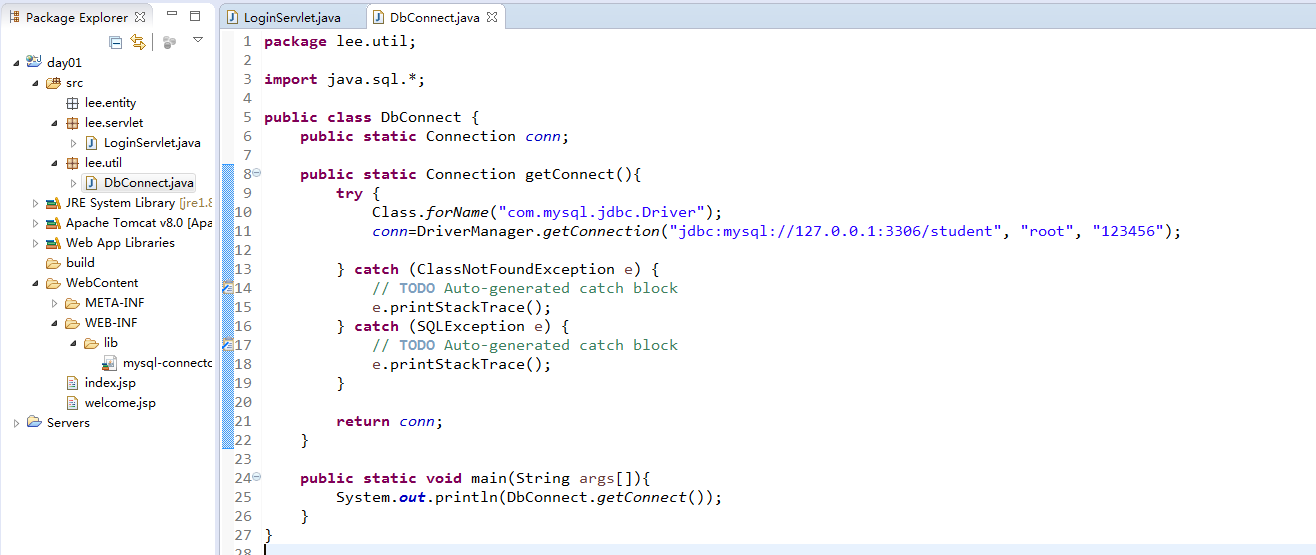 Package Explorer
day01
src
lee.entity
lee.servlet
LoginServlet.java
lee.util
DbConnect.java
JRE System Library [jre1.8
Apache Tomcat v8.0 [Apa
Web App Libraries
build
WebContent
META-INF
WEB-INF
lib
mysql-connecto
index.jsp
welcome.jsp
Servers
LoginServlet.java
DbConnect.java
1 package lee.util;
2
3 import java.sql.*;
4
5 public class DbConnect {
6 public static Connection conn;
7
8 public static Connection getConnect(){
9 try {
10 Class.forName("com.mysql.jdbc.Driver");
11 conn=DriverManager.getConnection("jdbc:mysql://127.0.0.1:3306/student", "root", "123456");
12
13 } catch (ClassNotFoundException e) {
14 // TODO Auto-generated catch block
15 e.printStackTrace();
16 } catch (SQLException e) {
17 // TODO Auto-generated catch block
18 e.printStackTrace();
19 }
20
21 return conn;
22 }
23
24 public static void main(String args[]){
25 System.out.println(DbConnect.getConnect());
26 }
27 }
28